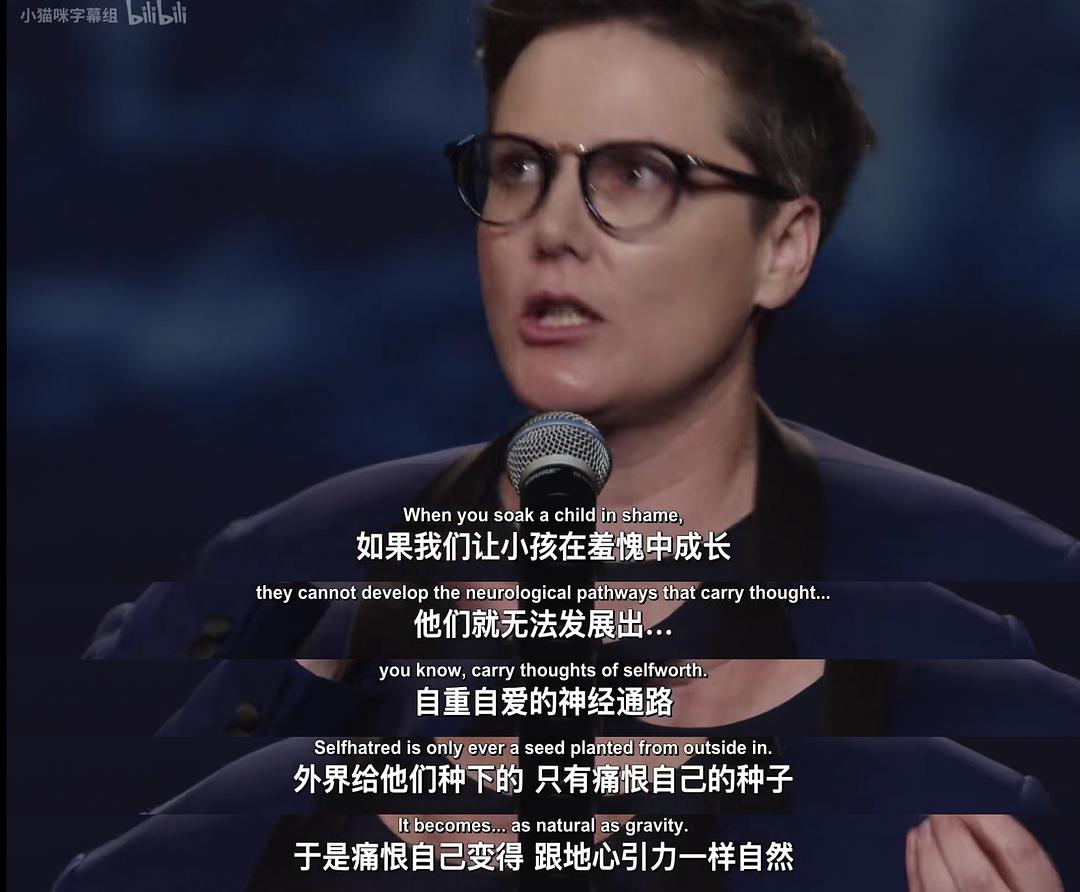 小猫咪字幕组 bilibili
SHURE
When you soak a child in shame,
如果我们让小孩在羞愧中成长
they cannot develop the neurological pathways that carry thought...
他们就无法发展出...
you know, carry thoughts of selfworth.
自重自爱的神经通路
Selfhatred is only ever a seed planted from outside in.
外界给他们种下的 只有痛恨自己的种子
It becomes... as natural as gravity.
于是痛恨自己变得 跟地心引力一样自然